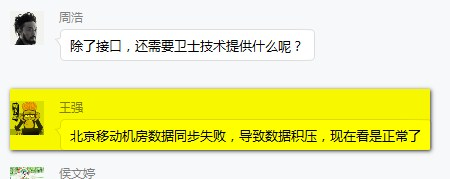 周浩
除了接口，还需要卫士技术提供什么呢？
王强
北京移动机房数据同步失败，导致数据积压，现在看是正常了
侯文婷